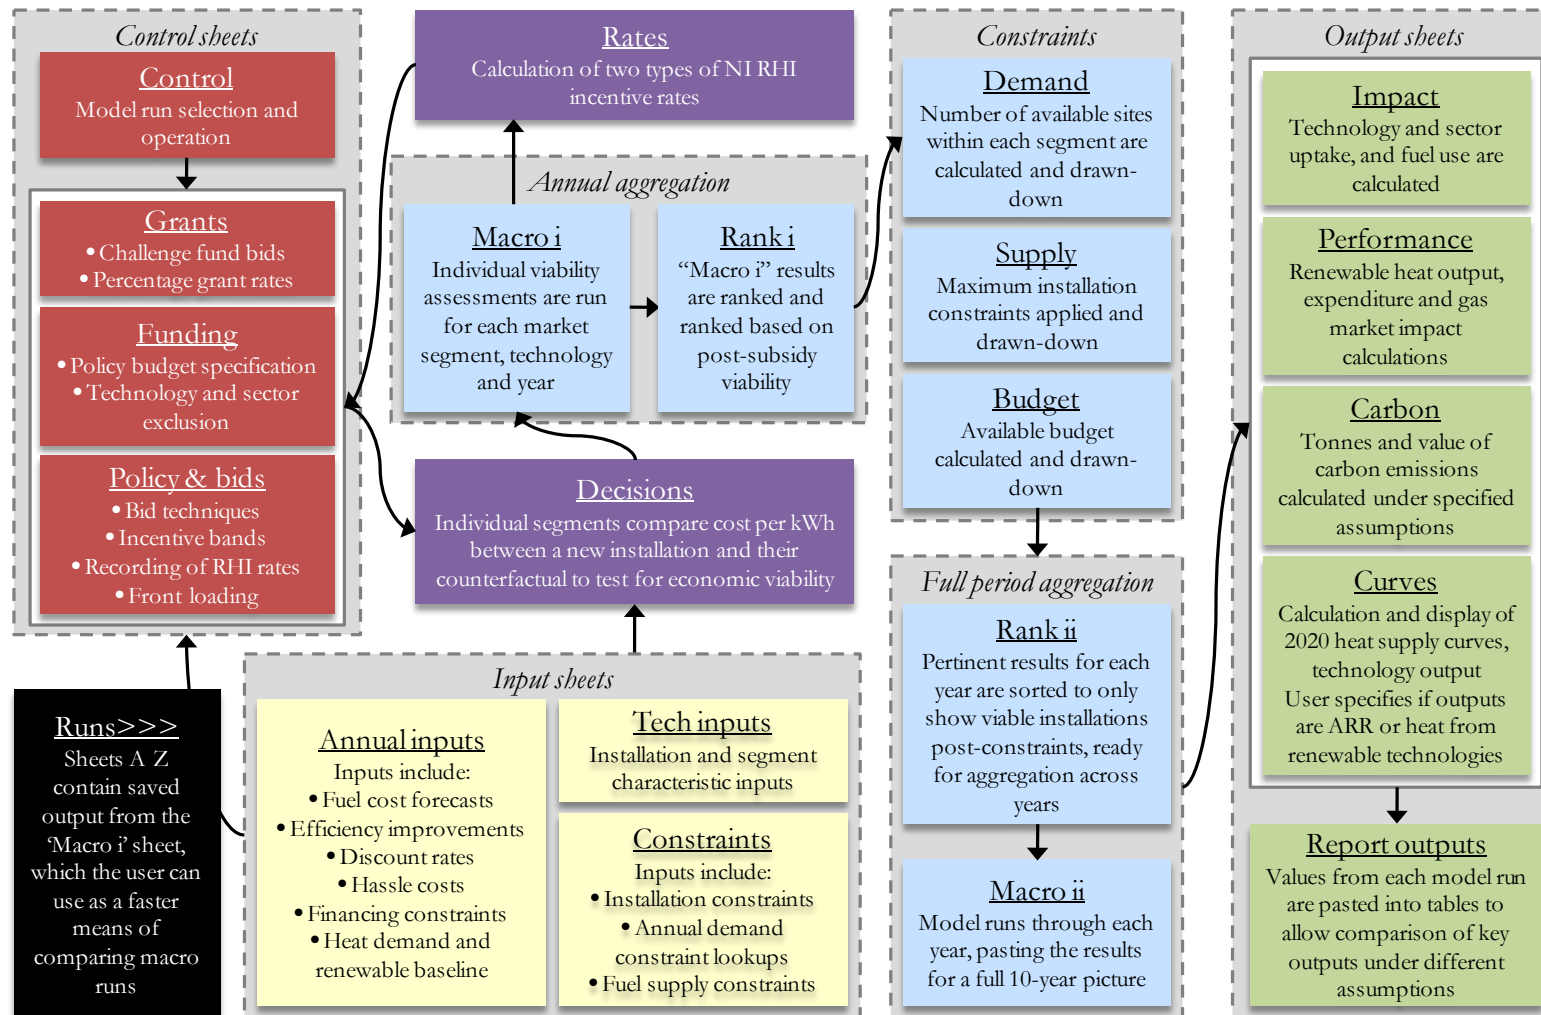 Control sheets
Control
Model run selection and
operation
Grants
• Challenge fund bids
• Percentage grant rates
Funding
• Policy budget specification
• Technology and sector
exclusion
Policy & bids
• Bid techniques
• Incentive bands
• Recording of RHI rates
• Front loading
Runs>>>
Sheets A Z
contain saved
output from the
‘Macro i’ sheet,
which the user can
use as a faster
means of
comparing macro
runs
Rates
Calculation of two types of NI RHI
incentive rates
Annual aggregation
Macro i
Individual viability
assessments are run
for each market
segment, technology
and year
Rank i
“Macro i” results
are ranked and
ranked based on
post-subsidy
viability
Decisions
Individual segments compare cost per kWh
between a new installation and their
counterfactual to test for economic viability
Input sheets
Annual inputs
Inputs include:
• Fuel cost forecasts
• Efficiency improvements
• Discount rates
• Hassle costs
• Financing constraints
• Heat demand and
renewable baseline
Tech inputs
Installation and segment
characteristic inputs
Constraints
Inputs include:
• Installation constraints
• Annual demand
constraint lookups
• Fuel supply constraints
Constraints
Demand
Number of available sites
within each segment are
calculated and drawn-
down
Supply
Maximum installation
constraints applied and
drawn-down
Budget
Available budget
calculated and drawn-
down
Full period aggregation
Rank ii
Pertinent results for each
year are sorted to only
show viable installations
post-constraints, ready
for aggregation across
years
Macro ii
Model runs through each
year, pasting the results
for a full 10-year picture
Output sheets
Impact
Technology and sector
uptake, and fuel use are
calculated
Performance
Renewable heat output,
expenditure and gas
market impact
calculations
Carbon
Tonnes and value of
carbon emissions
calculated under specified
assumptions
Curves
Calculation and display of
2020 heat supply curves,
technology output
User specifies if outputs
are ARR or heat from
renewable technologies
Report outputs
Values from each model run
are pasted into tables to
allow comparison of key
outputs under different
assumptions